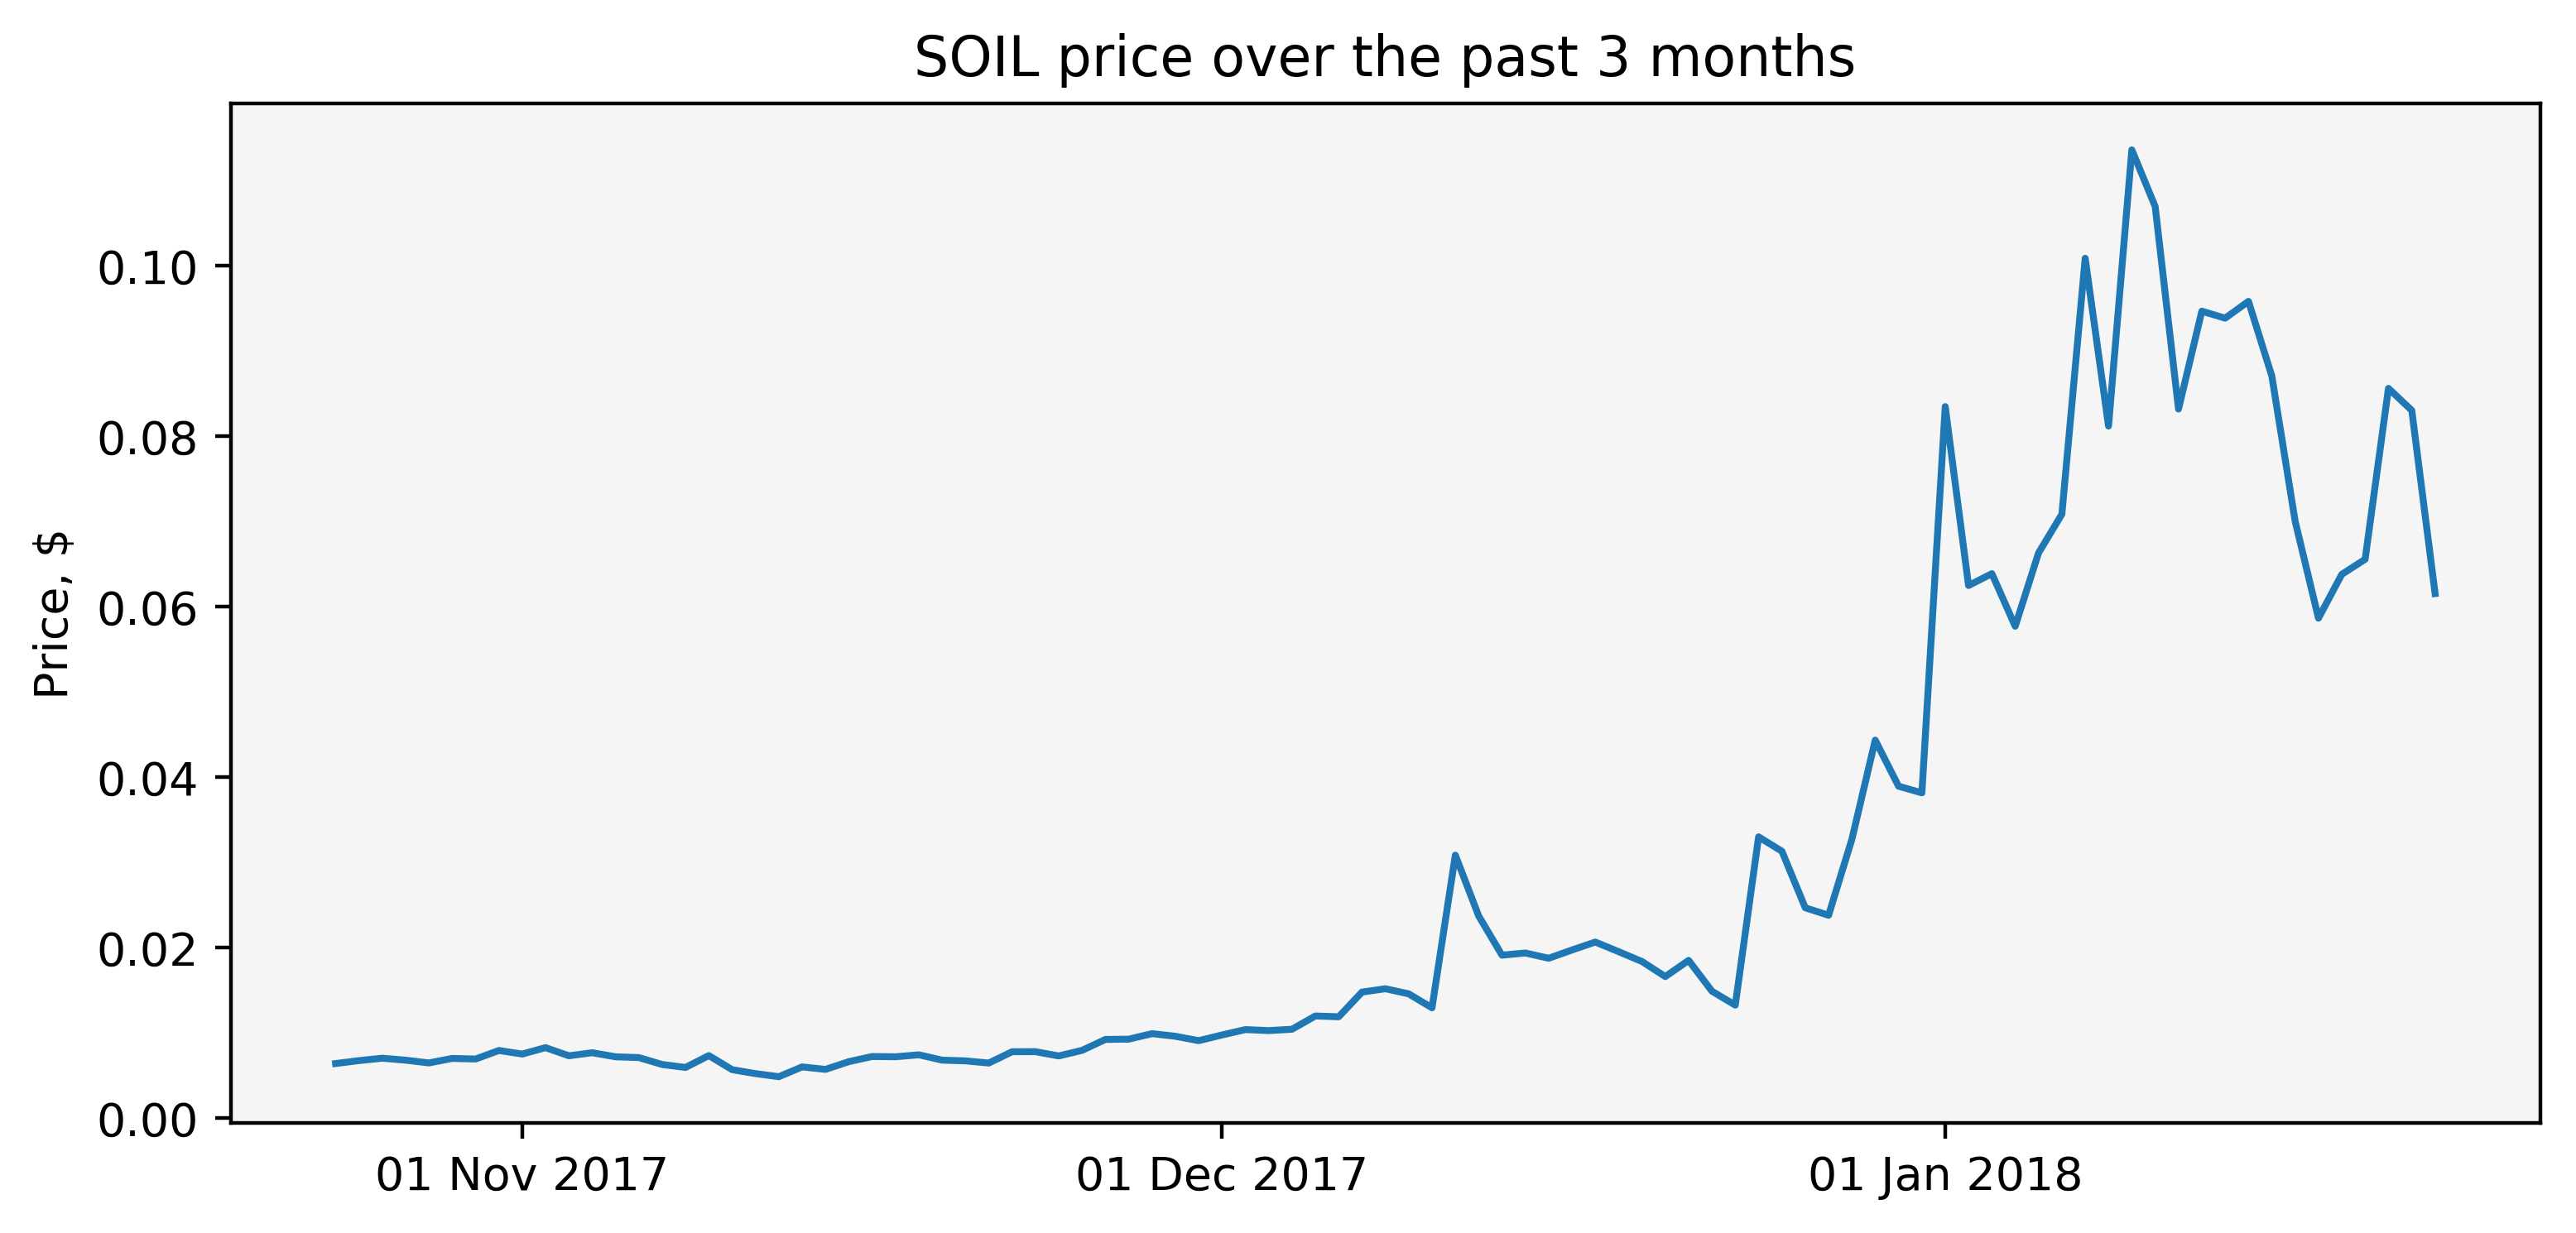 SOIL price over the past 3 months
Price, $
0.10
0.08
0.06
0.04
0.02
0.00
01 Nov 2017
01 Dec 2017
01 Jan 2018